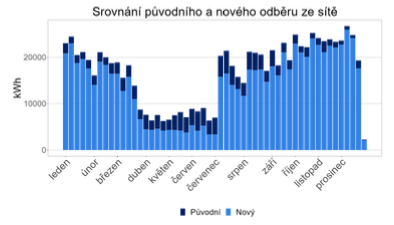 Srovnání původního a nového odběru ze sítě
kWh
20000
10000
0
leden
únor
březen
duben
květen
červen
červenec
srpen
září
říjen
listopad
prosinec
Původní
Nový